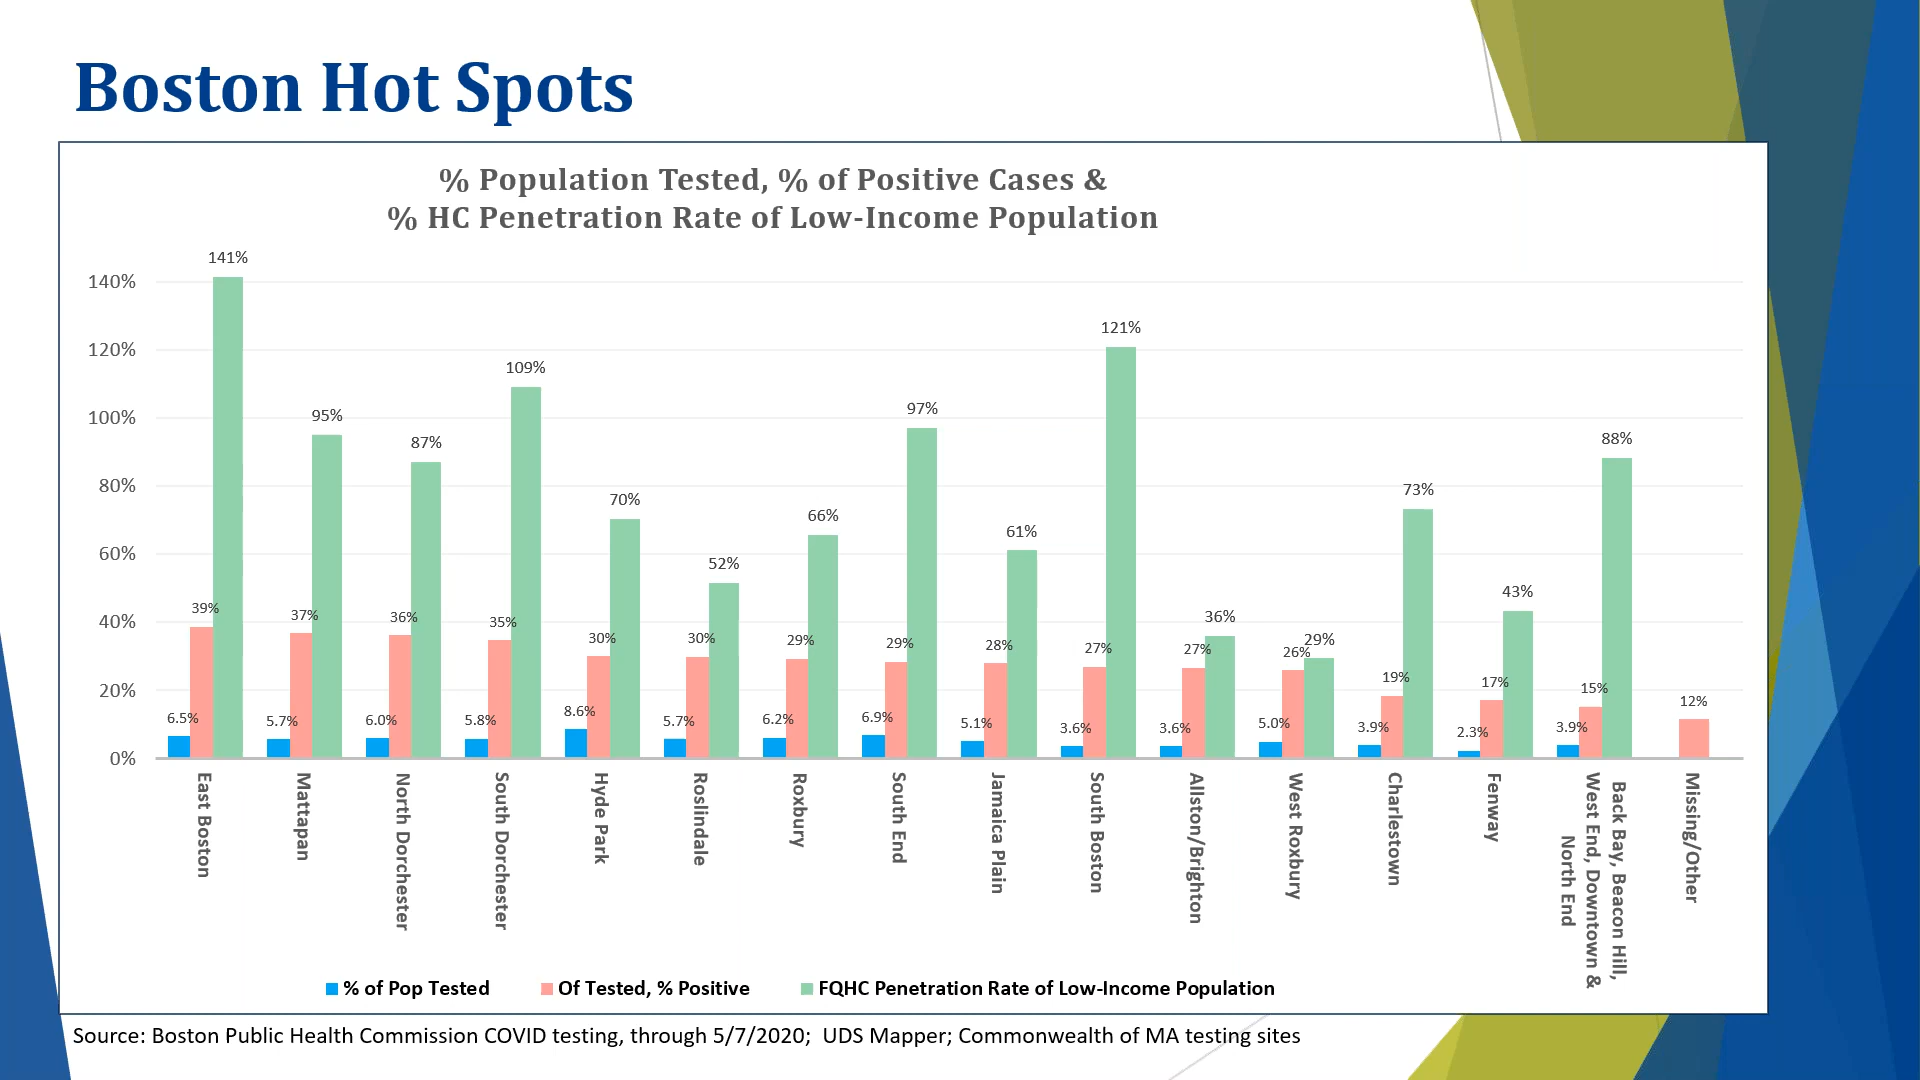 Boston Hot Spots
% Population Tested, % of Positive Cases &
% HC Penetration Rate of Low-Income Population
140%
120%
100%
80%
60%
40%
20%
0%
6.5%
39%
141%
5.7%
37%
95%
6.0%
36%
87%
5.8%
35%
109%
8.6%
30%
70%
5.7%
30%
52%
6.2%
29%
66%
6.9%
29%
97%
5.1%
28%
61%
3.6%
27%
121%
3.6%
27%
36%
5.0%
26%
29%
3.9%
19%
73%
2.3%
17%
43%
3.9%
15%
88%
12%
East Boston
Mattapan
North Dorchester
South Dorchester
Hyde Park
Roslindale
Roxbury
South End
Jamaica Plain
South Boston
Allston/Brighton
West Roxbury
Charlestown
Fenway
Back Bay, Beacon Hill,
West End, Downtown &
North End
Missing/Other
% of Pop Tested
Of Tested, % Positive
FQHC Penetration Rate of Low-Income Population
Source: Boston Public Health Commission COVID testing, through 5/7/2020;  UDS Mapper; Commonwealth of MA testing sites